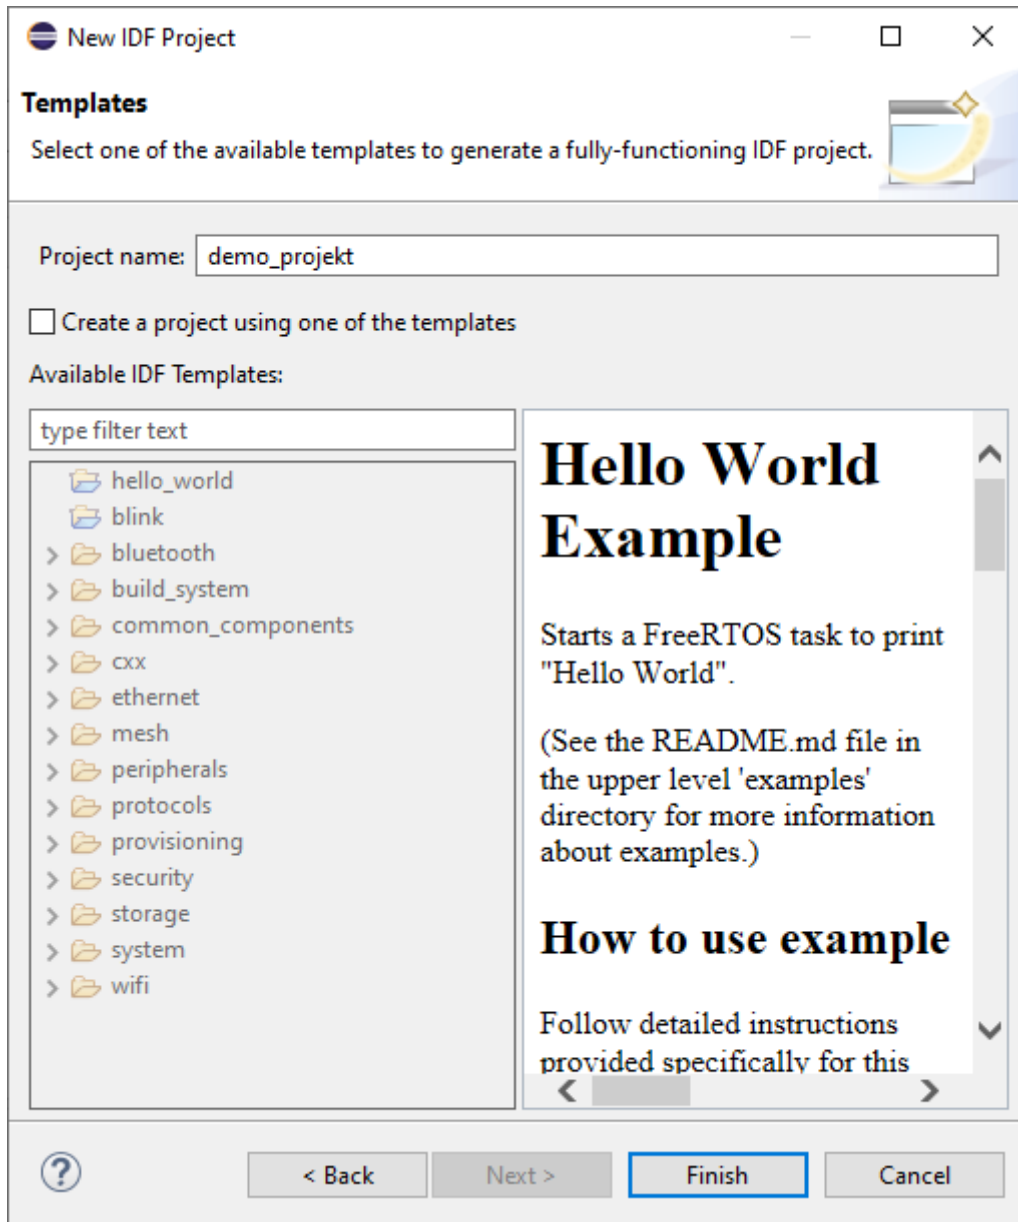 New IDF Project
Templates
Select one of the available templates to generate a fully-functioning IDF project.
Project name: demo_projekt
Create a project using one of the templates
Available IDF Templates:
type filter text
hello_world
blink
bluetooth
build_system
common_components
cxx
ethernet
mesh
peripherals
protocols
provisioning
security
storage
system
wifi
Hello World
Example
Starts a FreeRTOS task to print
"Hello World".
(See the README.md file in
the upper level 'examples'
directory for more information
about examples.)
How to use example
Follow detailed instructions
provided specifically for this
? < Back Next > Finish Cancel